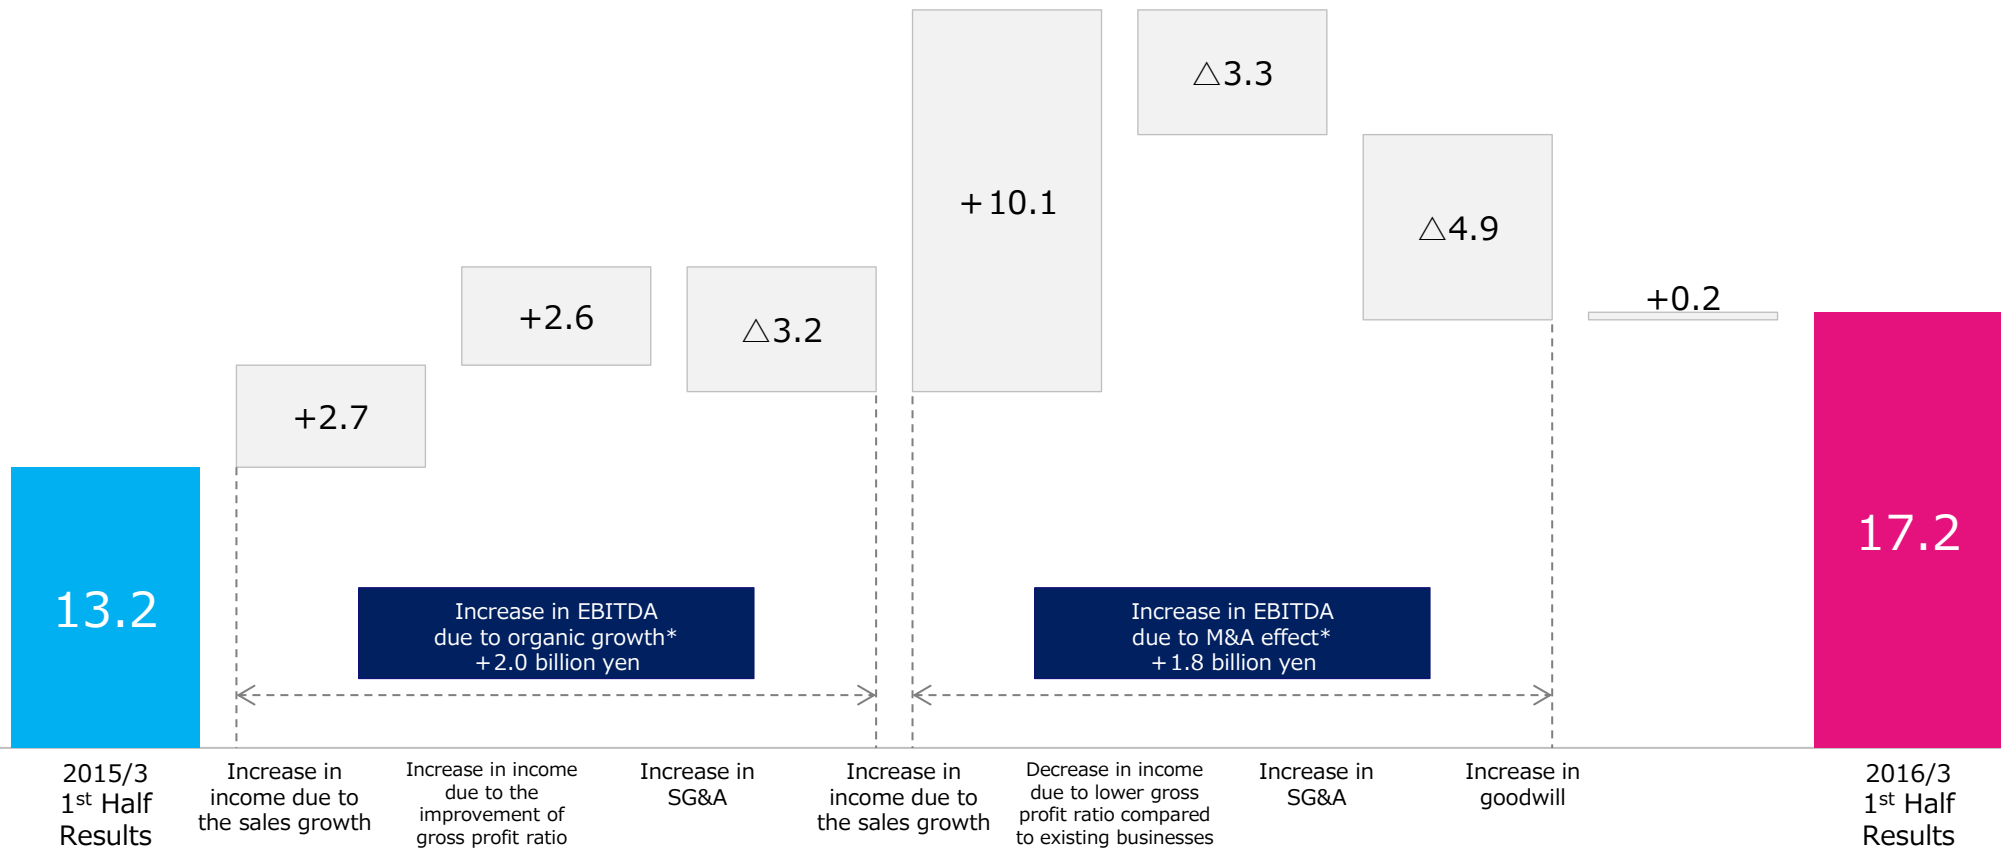 △3.3
+10.1
△4.9
+0.2
+2.6
△3.2
+2.7
17.2
13.2
Increase in EBITDA
due to organic growth*
+2.0 billion yen
Increase in EBITDA
due to M&A effect*
+1.8 billion yen
2015/3
1st Half
Results
Increase in
income due to
the sales growth
Increase in income
due to the
improvement of
gross profit ratio
Increase in
SG&A
Increase in
income due to
the sales growth
Decrease in income
due to lower gross
profit ratio compared
to existing businesses
Increase in
SG&A
Increase in
goodwill
2016/3
1st Half
Results